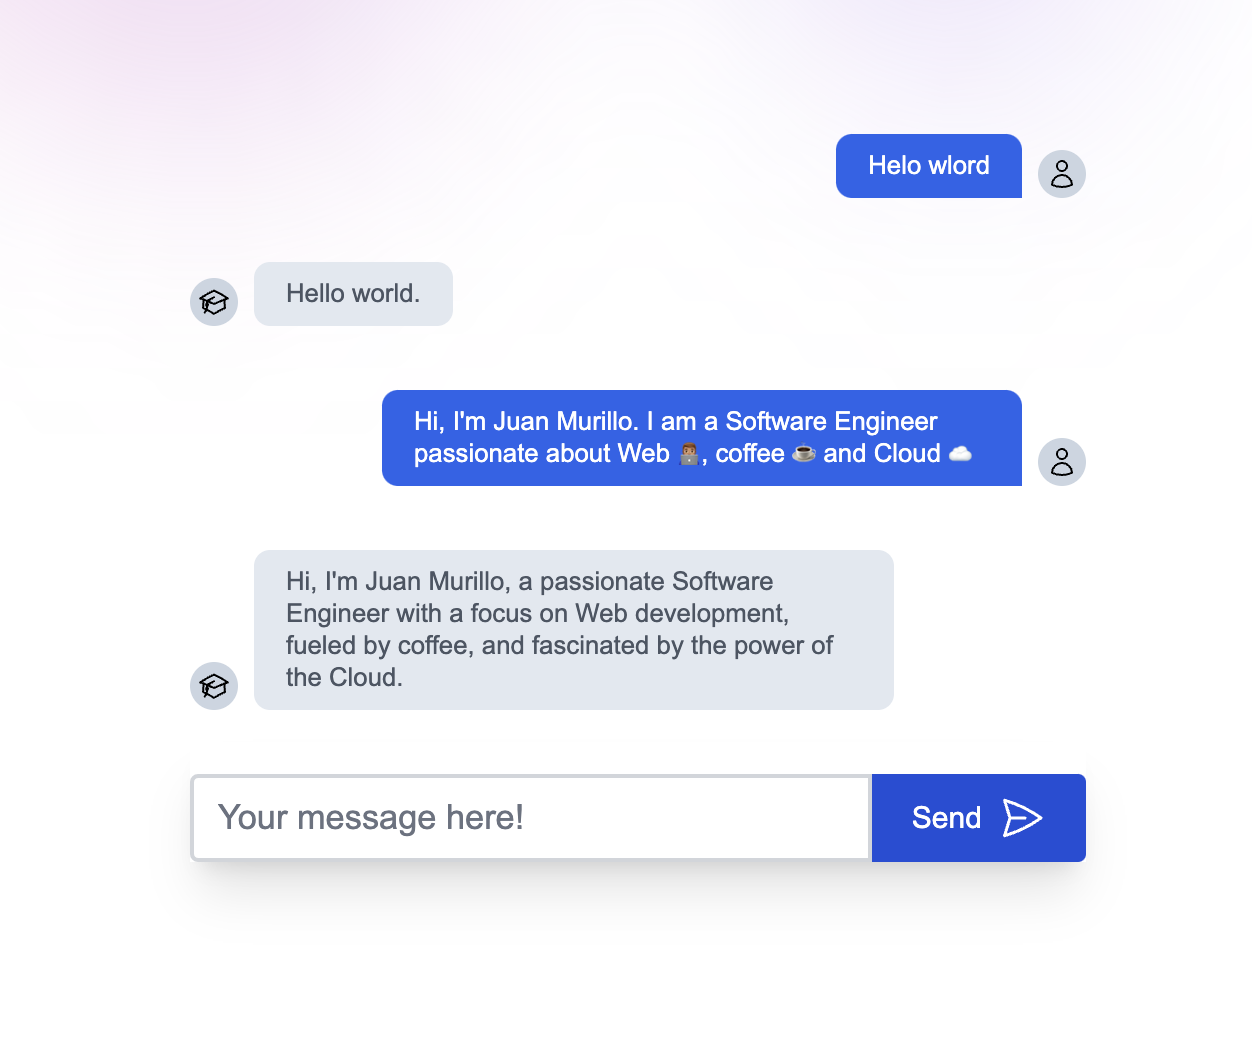 Helo wlord
Hello world.
Hi, I'm Juan Murillo. I am a Software Engineer
passionate about Web 👨🏽‍💻, coffee ☕ and Cloud ☁️
Hi, I'm Juan Murillo, a passionate Software
Engineer with a focus on Web development,
fueled by coffee, and fascinated by the power of
the Cloud.
Your message here!
Send